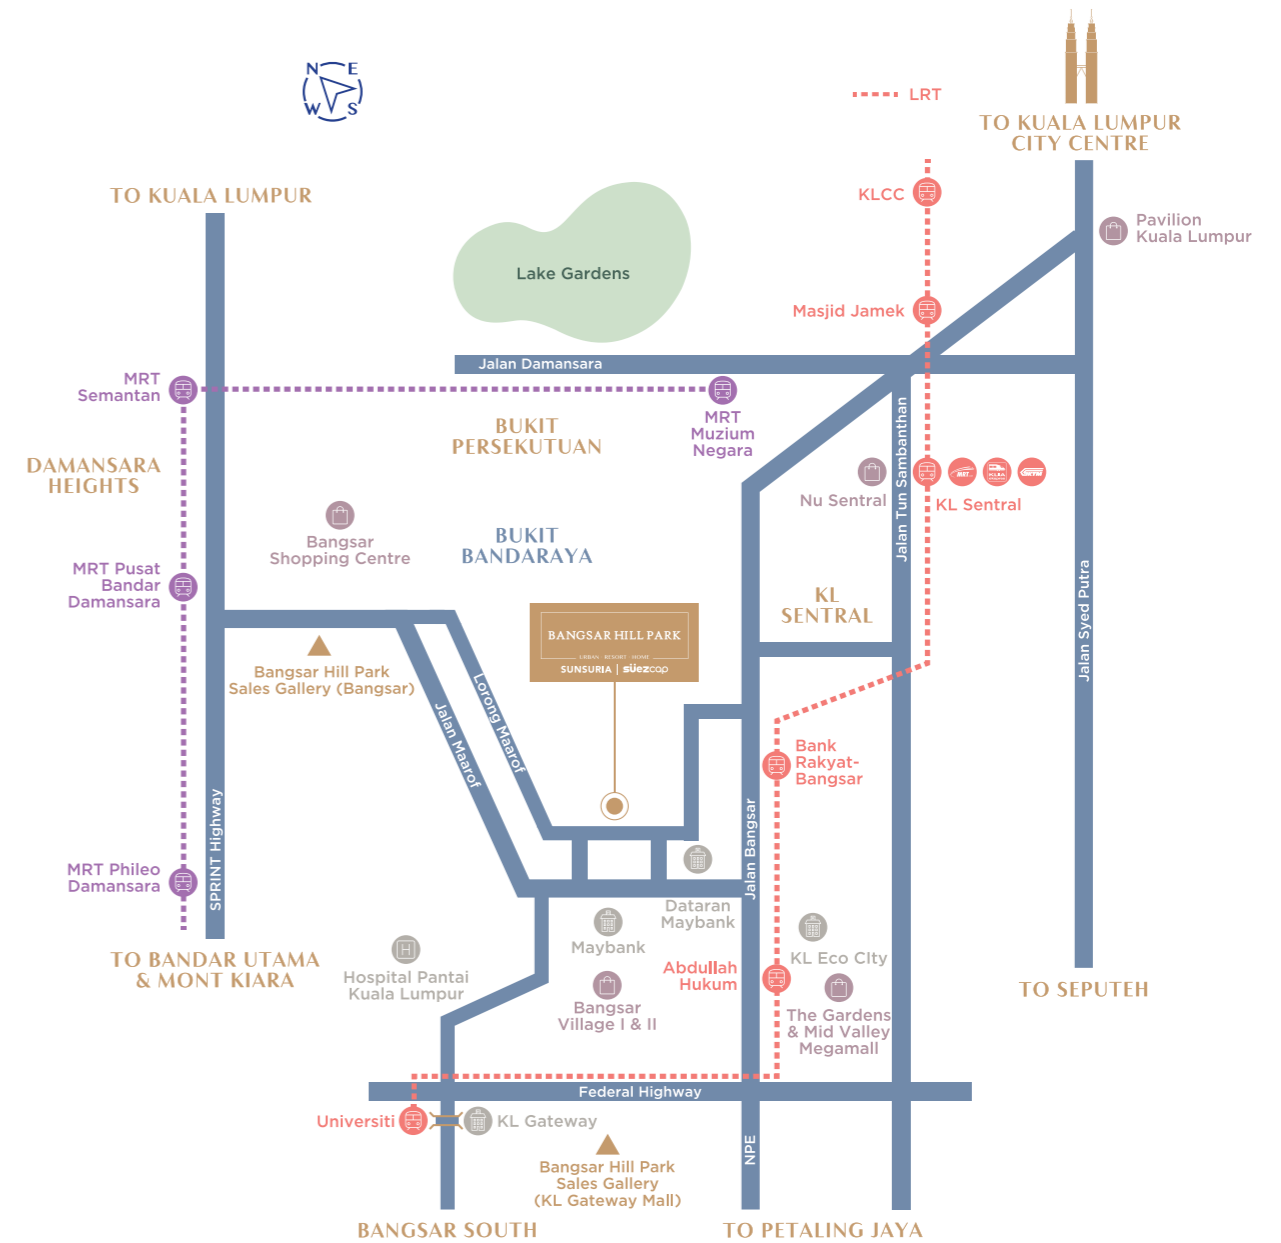 N E
W S
LRT
TO KUALA LUMPUR
CITY CENTRE
TO KUALA LUMPUR
KLCC
Pavilion
Kuala Lumpur
Lake Gardens
Masjid Jamek
Jalan Damansara
MRT
Semantan
MRT
Muzium
Negara
BUKIT
PERSEKUTUAN
DAMANSARA
HEIGHTS
Jalan Tun Sambanthan
Nu Sentral
MRT
KL Sentral
Bangsar
Shopping Centre
BUKIT
BANDARAYA
MRT Pusat
Bandar
Damansara
KL
SENTRAL
Jalan Syed Putra
BANGSAR HILL PARK
URBAN · RESORT · HOME
SUNSURIA | süezcap
Bangsar Hill Park
Sales Gallery (Bangsar)
Lorong Maarof
Jalan Maarof
Bank
Rakyat-
Bangsar
SPRINT Highway
Jalan Bangsar
MRT Phileo
Damansara
Dataran
Maybank
Maybank
KL Eco CIty
TO BANDAR UTAMA
& MONT KIARA
H
Hospital Pantai
Kuala Lumpur
Abdullah
Hukum
TO SEPUTEH
Bangsar
Village I & II
The Gardens
& Mid Valley
Megamall
Federal Highway
Universiti
KL Gateway
NPE
Bangsar Hill Park
Sales Gallery
(KL Gateway Mall)
BANGSAR SOUTH
TO PETALING JAYA